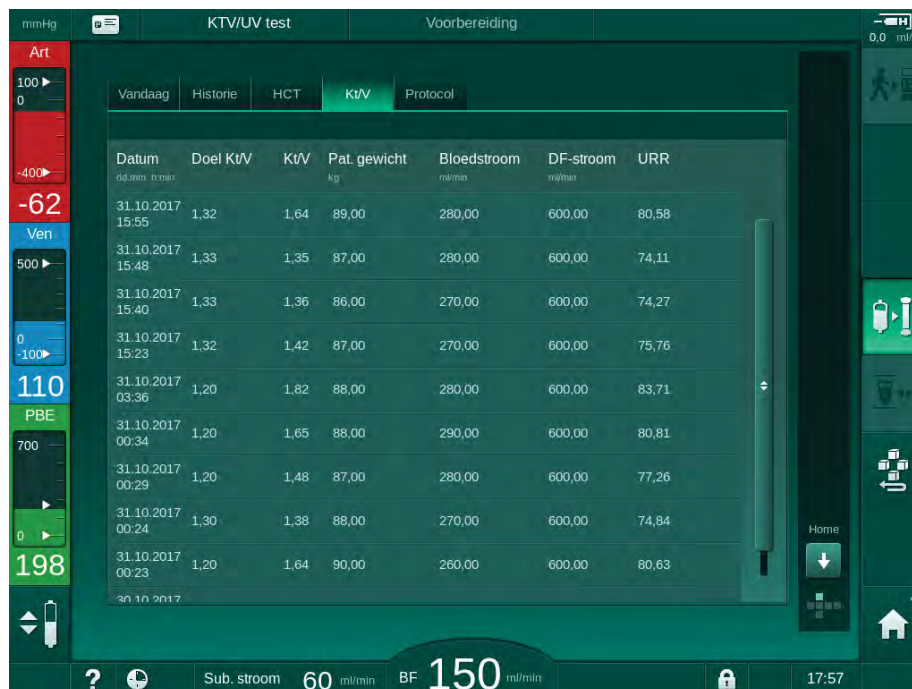 mmHg KTV/UV test Voorbereiding
0,0 ml/
Art
100
0
-400
-62
Ven
500
0
-100
110
PBE
700
0
198
Vandaag Historie HCT Kt/V Protocol
Datum Doel Kt/V Kt/V Pat. gewicht Bloedstroom DF-stroom URR
dd.mm h:min kg ml/min ml/min
31.10.2017 15:55 1,32 1,64 89,00 280,00 600,00 80,58
31.10.2017 15:48 1,33 1,35 87,00 280,00 600,00 74,11
31.10.2017 15:40 1,33 1,36 86,00 270,00 600,00 74,27
31.10.2017 15:23 1,32 1,42 87,00 270,00 600,00 75,76
31.10.2017 03:36 1,20 1,82 88,00 280,00 600,00 83,71
31.10.2017 00:34 1,20 1,65 88,00 290,00 600,00 80,81
31.10.2017 00:29 1,20 1,48 87,00 280,00 600,00 77,26
31.10.2017 00:24 1,30 1,38 88,00 270,00 600,00 74,84
31.10.2017 00:23 1,20 1,64 90,00 260,00 600,00 80,63
30.10.2017
Home
? Sub. stroom 60 ml/min BF 150 ml/min 17:57